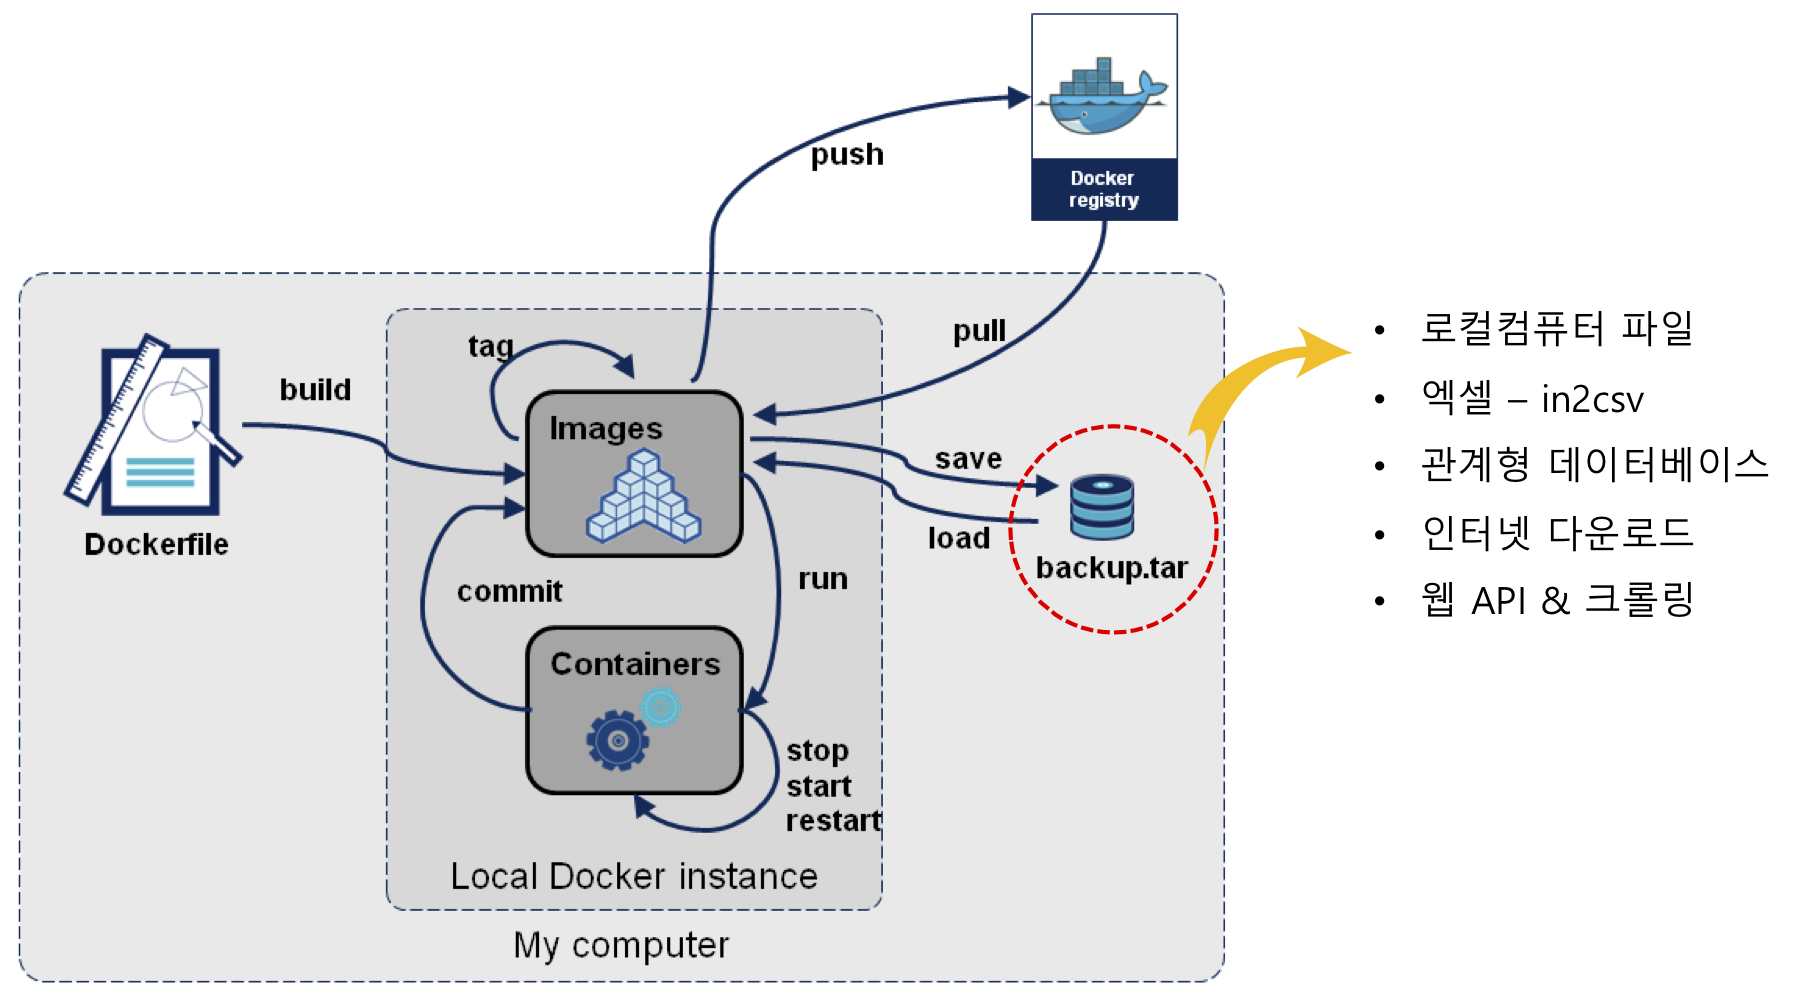 push
Docker
registry
pull
tag
build
Images
save
load
backup.tar
Dockerfile
commit
run
Containers
stop
start
restart
Local Docker instance
My computer
• 로컬컴퓨터 파일
• 엑셀 – in2csv
• 관계형 데이터베이스
• 인터넷 다운로드
• 웹 API & 크롤링